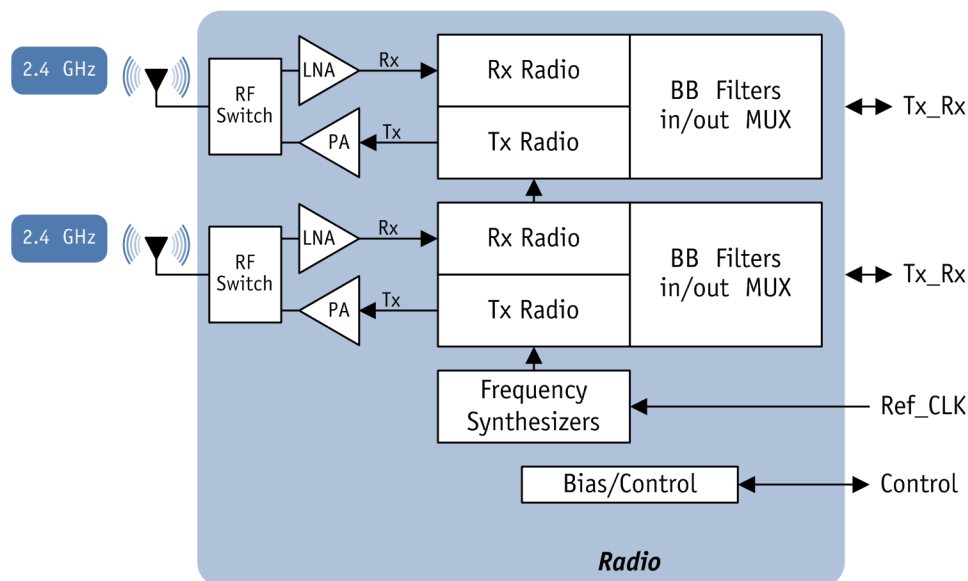 2.4 GHz
RF
Switch
LNA
Rx
PA
Tx
Rx Radio
Tx Radio
BB Filters
in/out MUX
Tx_Rx
2.4 GHz
RF
Switch
LNA
Rx
PA
Tx
Rx Radio
Tx Radio
BB Filters
in/out MUX
Tx_Rx
Frequency
Synthesizers
Ref_CLK
Bias/Control
Control
Radio